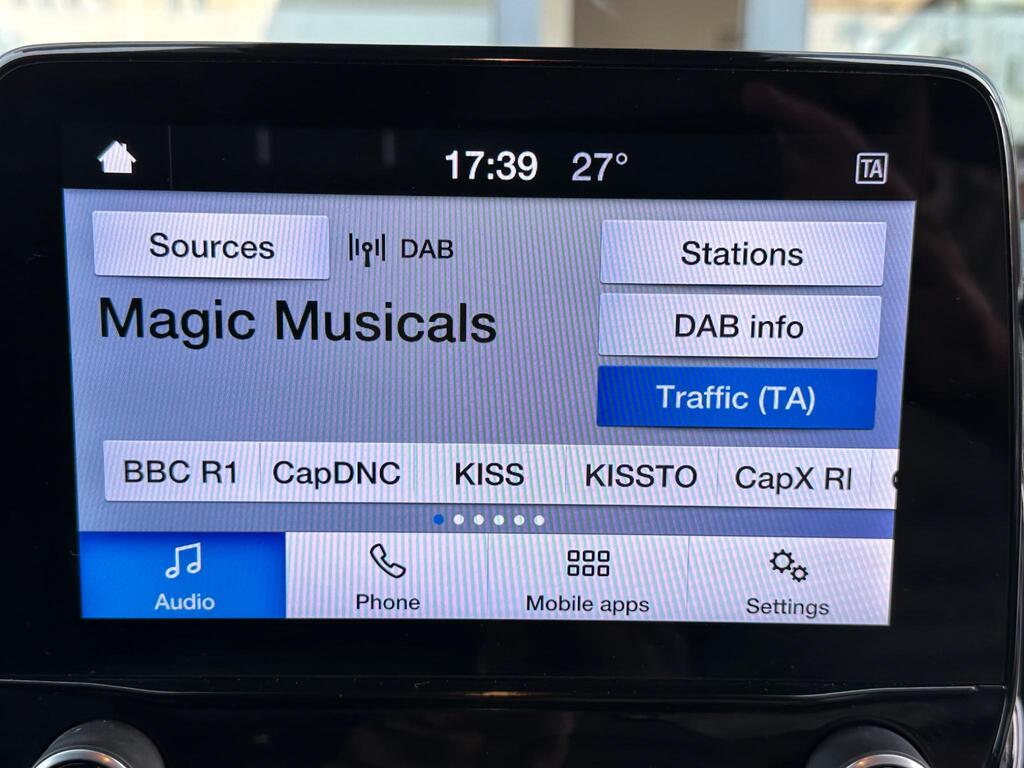 17:39 27° TA
Sources DAB Stations
Magic Musicals DAB info
Traffic (TA)
BBC R1 CapDNC KISS KISSTO CapX Rl
Audio Phone Mobile apps Settings